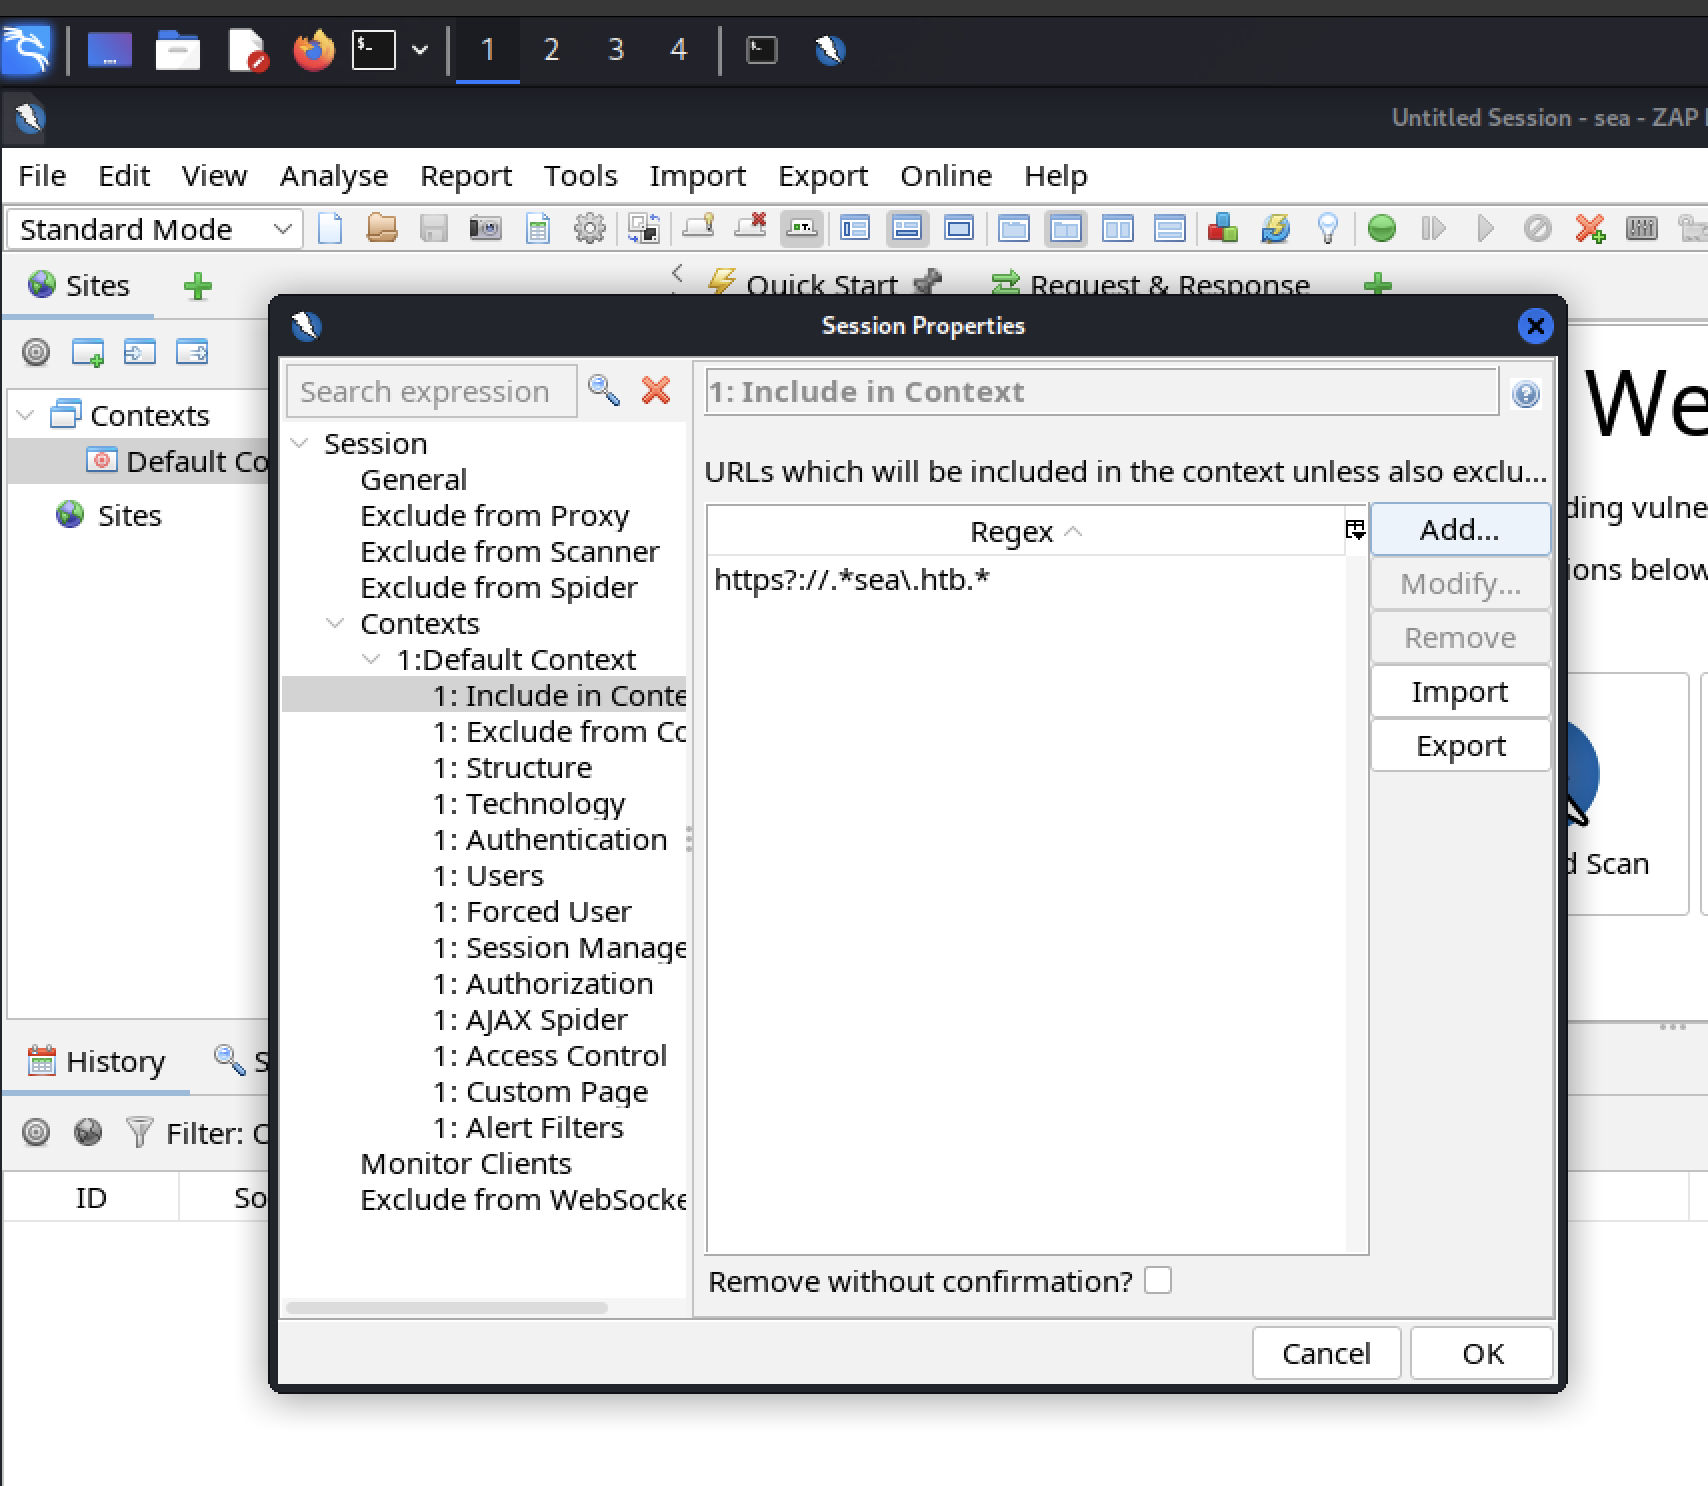 1 2 3 4
Untitled Session - sea - ZAP
File Edit View Analyse Report Tools Import Export Online Help
Standard Mode
Sites
Quick Start
Request & Response
Session Properties
Search expression
1: Include in Context
We
Contexts
Default Co
Sites
Session
General
Exclude from Proxy
Exclude from Scanner
Exclude from Spider
Contexts
1:Default Context
1: Include in Conte
1: Exclude from Co
1: Structure
1: Technology
1: Authentication
1: Users
1: Forced User
1: Session Manage
1: Authorization
1: AJAX Spider
1: Access Control
1: Custom Page
1: Alert Filters
Monitor Clients
Exclude from WebSocke
URLs which will be included in the context unless also exclu...
Regex
https?://.*sea\.htb.*
Add...
Modify...
Remove
Import
Export
Remove without confirmation?
Cancel OK
ding vulne
ions below
d Scan
History
S
Filter: O
ID
So